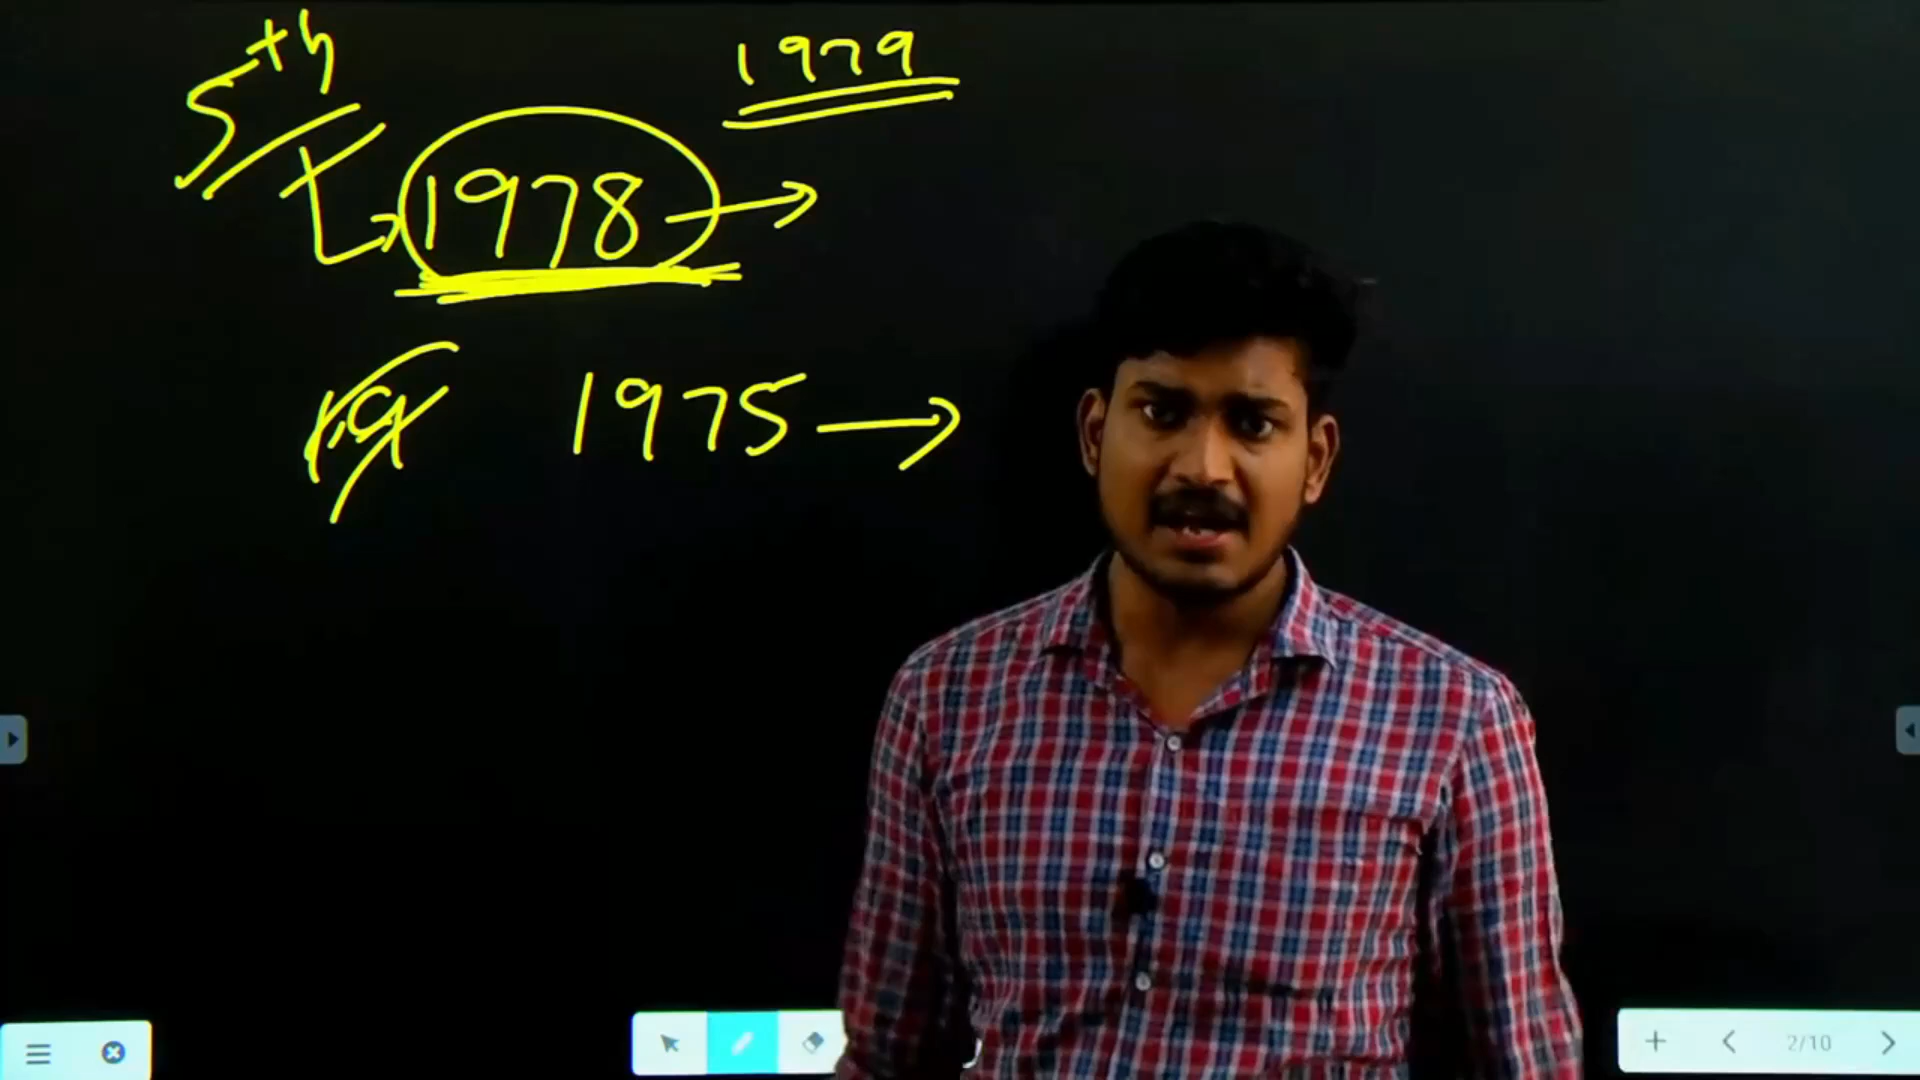 5th
1979
1978 →
1975 →
2/10